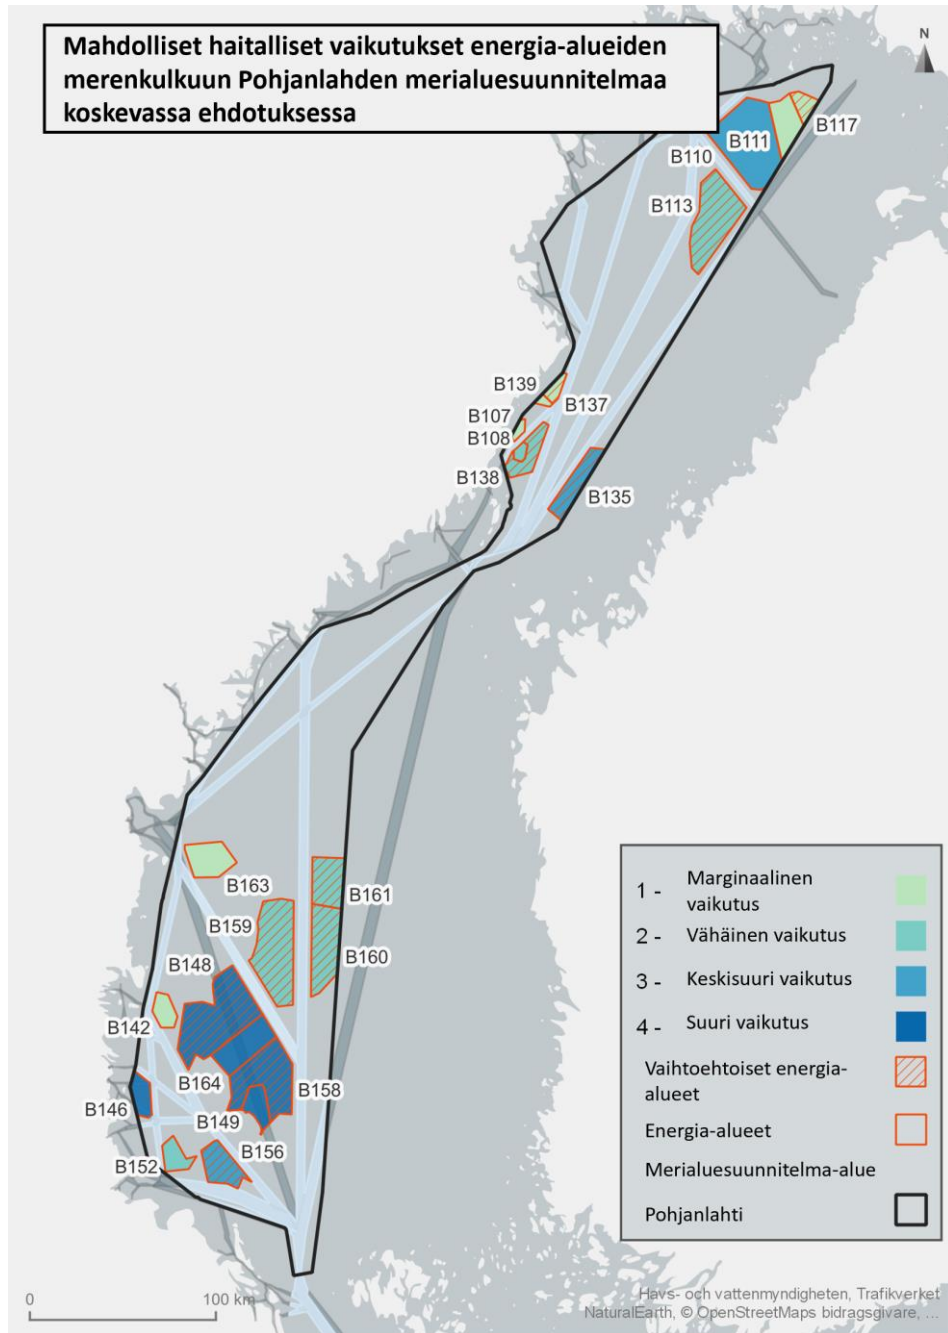 Mahdolliset haitalliset vaikutukset energia-alueiden
merenkulkuun Pohjanlahden merialuesuunnitelmaa
koskevassa ehdotuksessa
N
B117
B111
B110
B113
B139
B137
B107
B108
B138
B135
B163
B161
B159
B160
B148
B142
B164
B158
B146
B149
B156
B152
1 - Marginaalinen
vaikutus
2 - Vähäinen vaikutus
3 - Keskisuuri vaikutus
4 - Suuri vaikutus
Vaihtoehtoiset energia-
alueet
Energia-alueet
Merialuesuunnitelma-alue
Pohjanlahti
0 100 km
Havs- och vattenmyndigheten, Trafikverket
NaturalEarth, © OpenStreetMaps bidragsgivare, ...